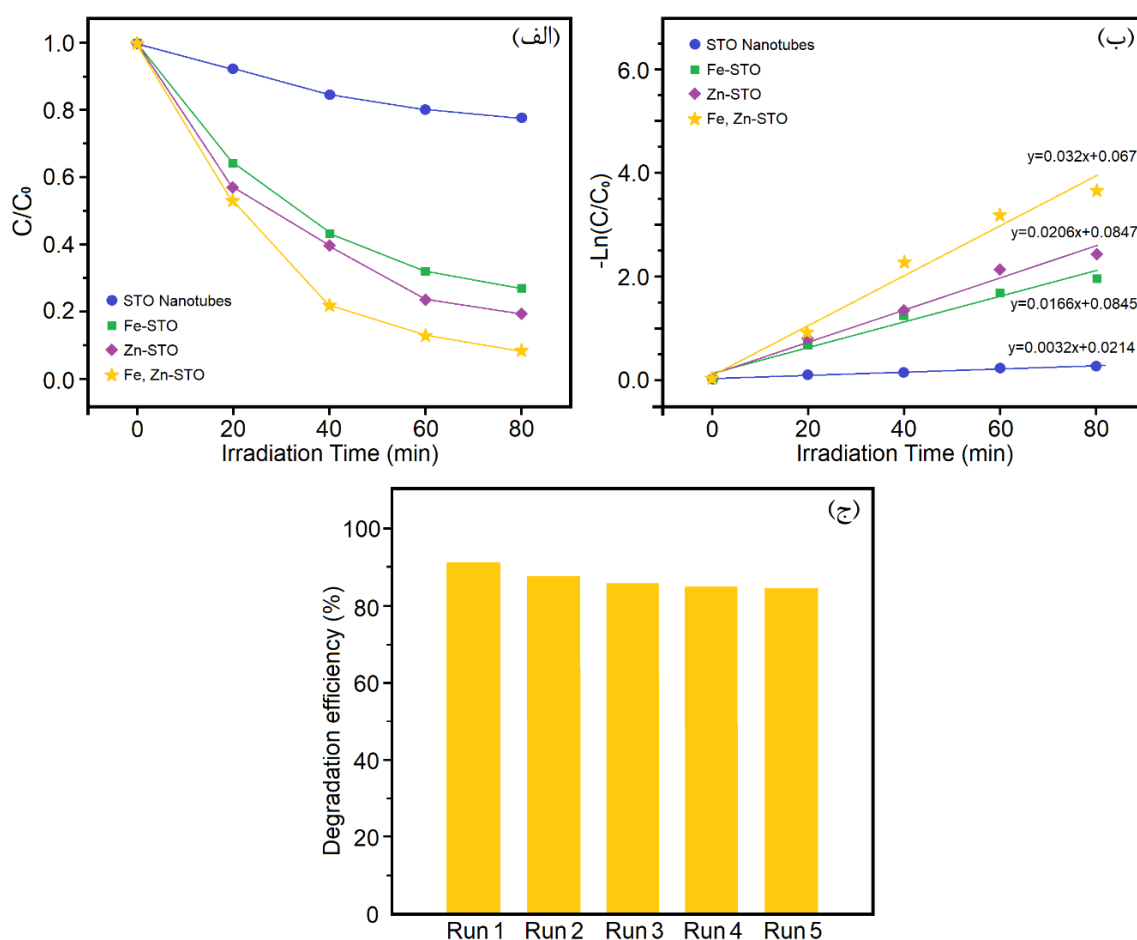 (الف)
1.0
0.8
0.6
0.4
0.2
0.0
C/C₀
STO Nanotubes
Fe-STO
Zn-STO
Fe, Zn-STO
0 20 40 60 80
Irradiation Time (min)
(ب)
STO Nanotubes
Fe-STO
Zn-STO
Fe, Zn-STO
6.0
4.0
2.0
0.0
-Ln(C/C₀)
y=0.032x+0.067
y=0.0206x+0.0847
y=0.0166x+0.0845
y=0.0032x+0.0214
0 20 40 60 80
Irradiation Time (min)
(ج)
100
80
60
40
20
0
Degradation efficiency (%)
Run 1 Run 2 Run 3 Run 4 Run 5